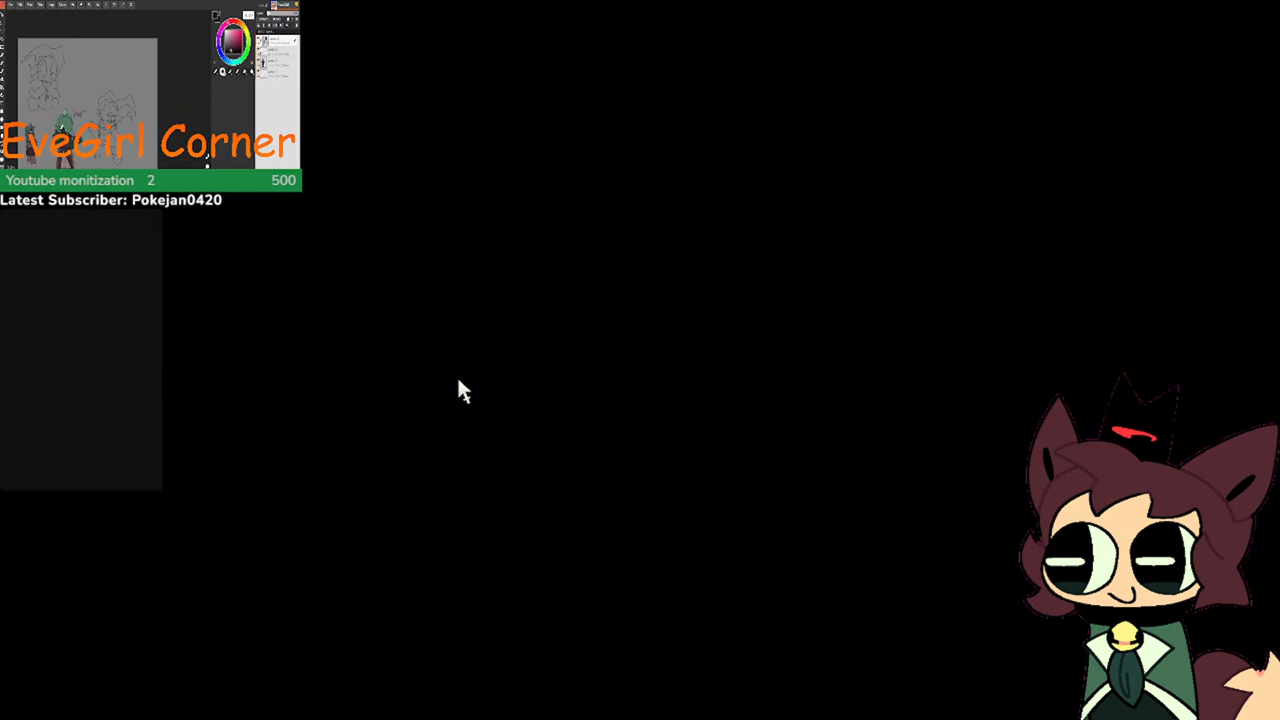 EveGirl Corner
Youtube monitization 2 500
Latest Subscriber: Pokejan0420